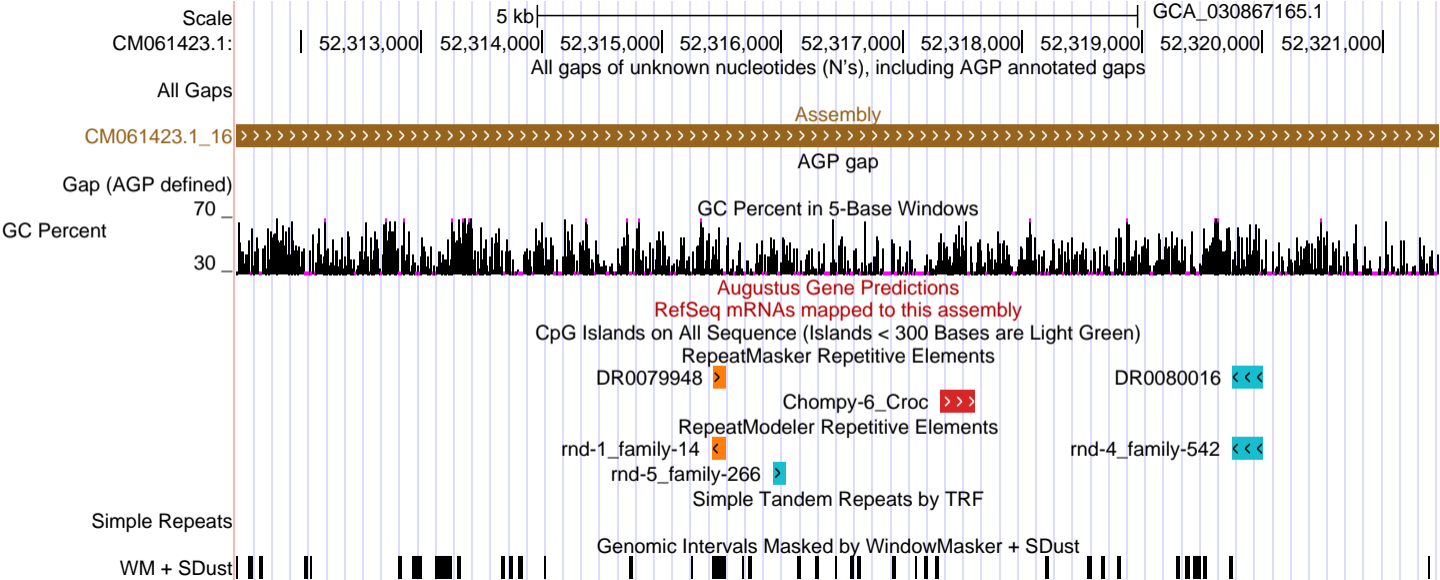 Scale 5 kb GCA_030867165.1
CM061423.1: 52,313,000 52,314,000 52,315,000 52,316,000 52,317,000 52,318,000 52,319,000 52,320,000 52,321,000
All gaps of unknown nucleotides (N's), including AGP annotated gaps
All Gaps
Assembly
CM061423.1_16
AGP gap
Gap (AGP defined)
70
GC Percent in 5-Base Windows
GC Percent
30
Augustus Gene Predictions
RefSeq mRNAs mapped to this assembly
CpG Islands on All Sequence (Islands < 300 Bases are Light Green)
RepeatMasker Repetitive Elements
DR0079948 DR0080016
Chompy-6_Croc
RepeatModeler Repetitive Elements
rnd-1_family-14 rnd-4_family-542
rnd-5_family-266
Simple Tandem Repeats by TRF
Simple Repeats
Genomic Intervals Masked by WindowMasker + SDust
WM + SDust